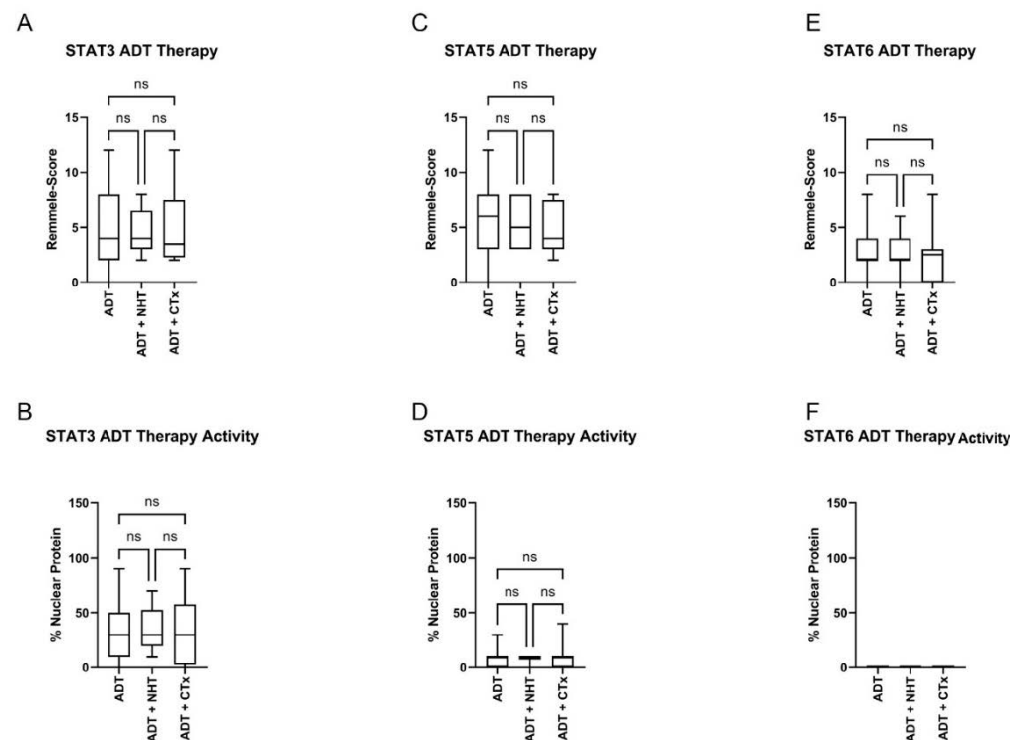 A
STAT3 ADT Therapy
ns
ns ns
15
10
5
0
Remmele-Score
ADT
ADT + NHT
ADT + CTx
C
STAT5 ADT Therapy
ns
ns ns
15
10
5
0
Remmele-Score
ADT
ADT + NHT
ADT + CTx
E
STAT6 ADT Therapy
ns
ns ns
15
10
5
0
Remmele-Score
ADT
ADT + NHT
ADT + CTx
B
STAT3 ADT Therapy Activity
ns
ns ns
150
100
50
0
% Nuclear Protein
ADT
ADT + NHT
ADT + CTx
D
STAT5 ADT Therapy Activity
ns
ns ns
150
100
50
0
% Nuclear Protein
ADT
ADT + NHT
ADT + CTx
F
STAT6 ADT Therapy Activity
150
100
50
0
% Nuclear Protein
ADT
ADT + NHT
ADT + CTx